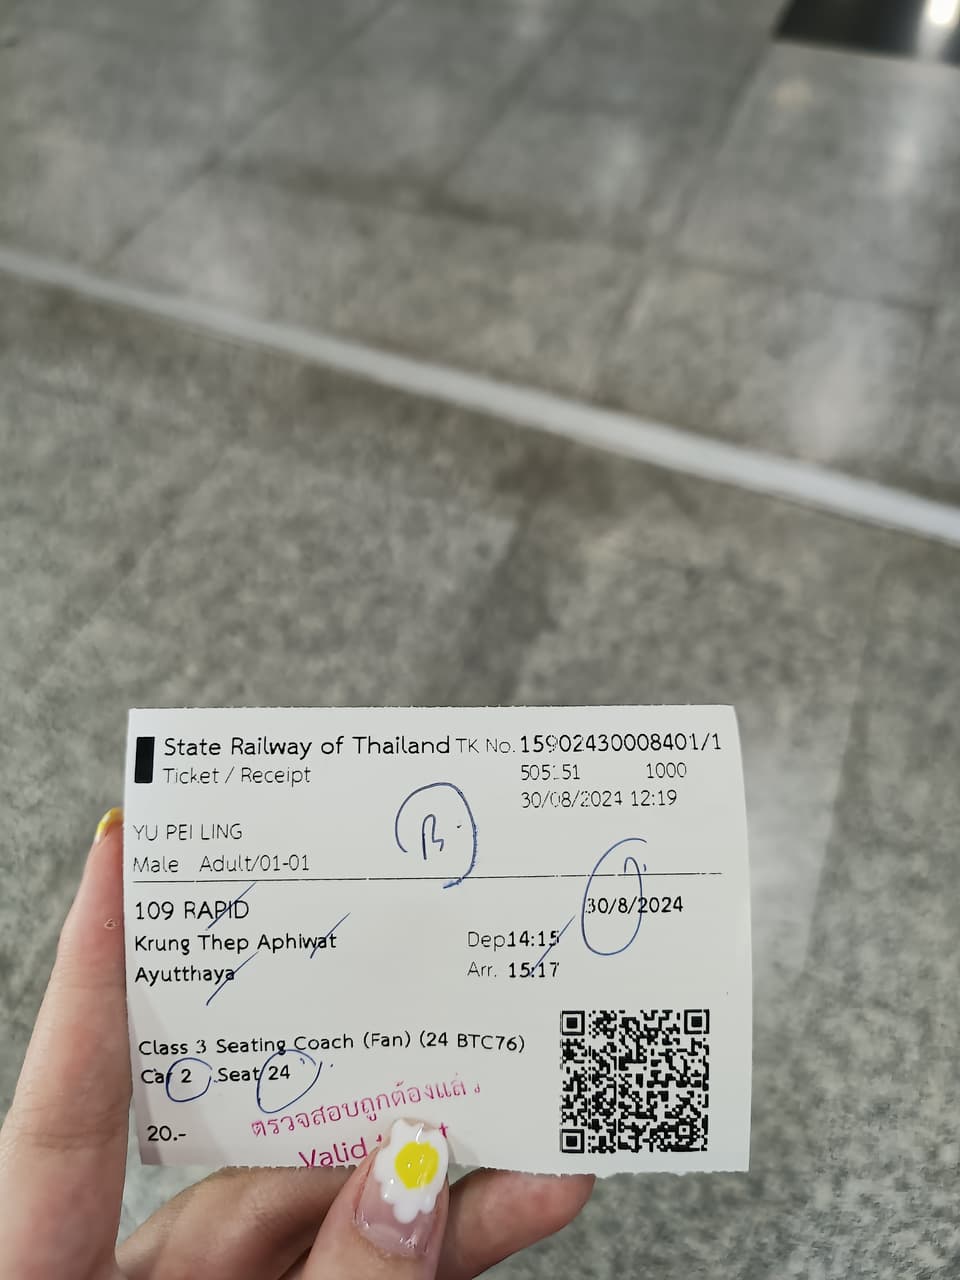 State Railway of Thailand TK No. 15902430008401/1
Ticket / Receipt 505151 1000
30/08/2024 12:19
YU PEI LING
Male Adult/01-01
109 RAPID 30/8/2024
Krung Thep Aphiwat Dep 14:15
Ayutthaya Arr. 15:17
Class 3 Seating Coach (Fan) (24 BTC76)
Car 2 Seat 24
20.-
ตรวจสอบถูกต้องแล้ว
Valid